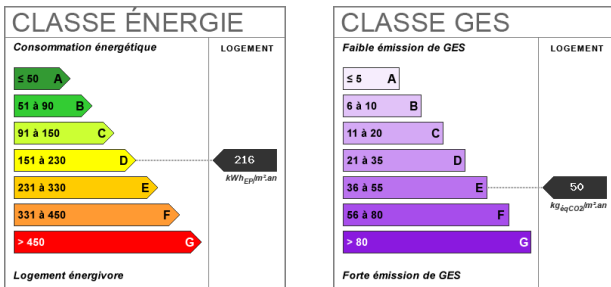 CLASSE ÉNERGIE
Consommation énergétique
LOGEMENT
≤ 50 A
51 à 90 B
91 à 150 C
151 à 230 D
216
kWhEP/m².an
231 à 330 E
331 à 450 F
> 450 G
Logement énergivore
CLASSE GES
Faible émission de GES
LOGEMENT
≤ 5 A
6 à 10 B
11 à 20 C
21 à 35 D
36 à 55 E
50
kgéqCO2/m².an
56 à 80 F
> 80 G
Forte émission de GES